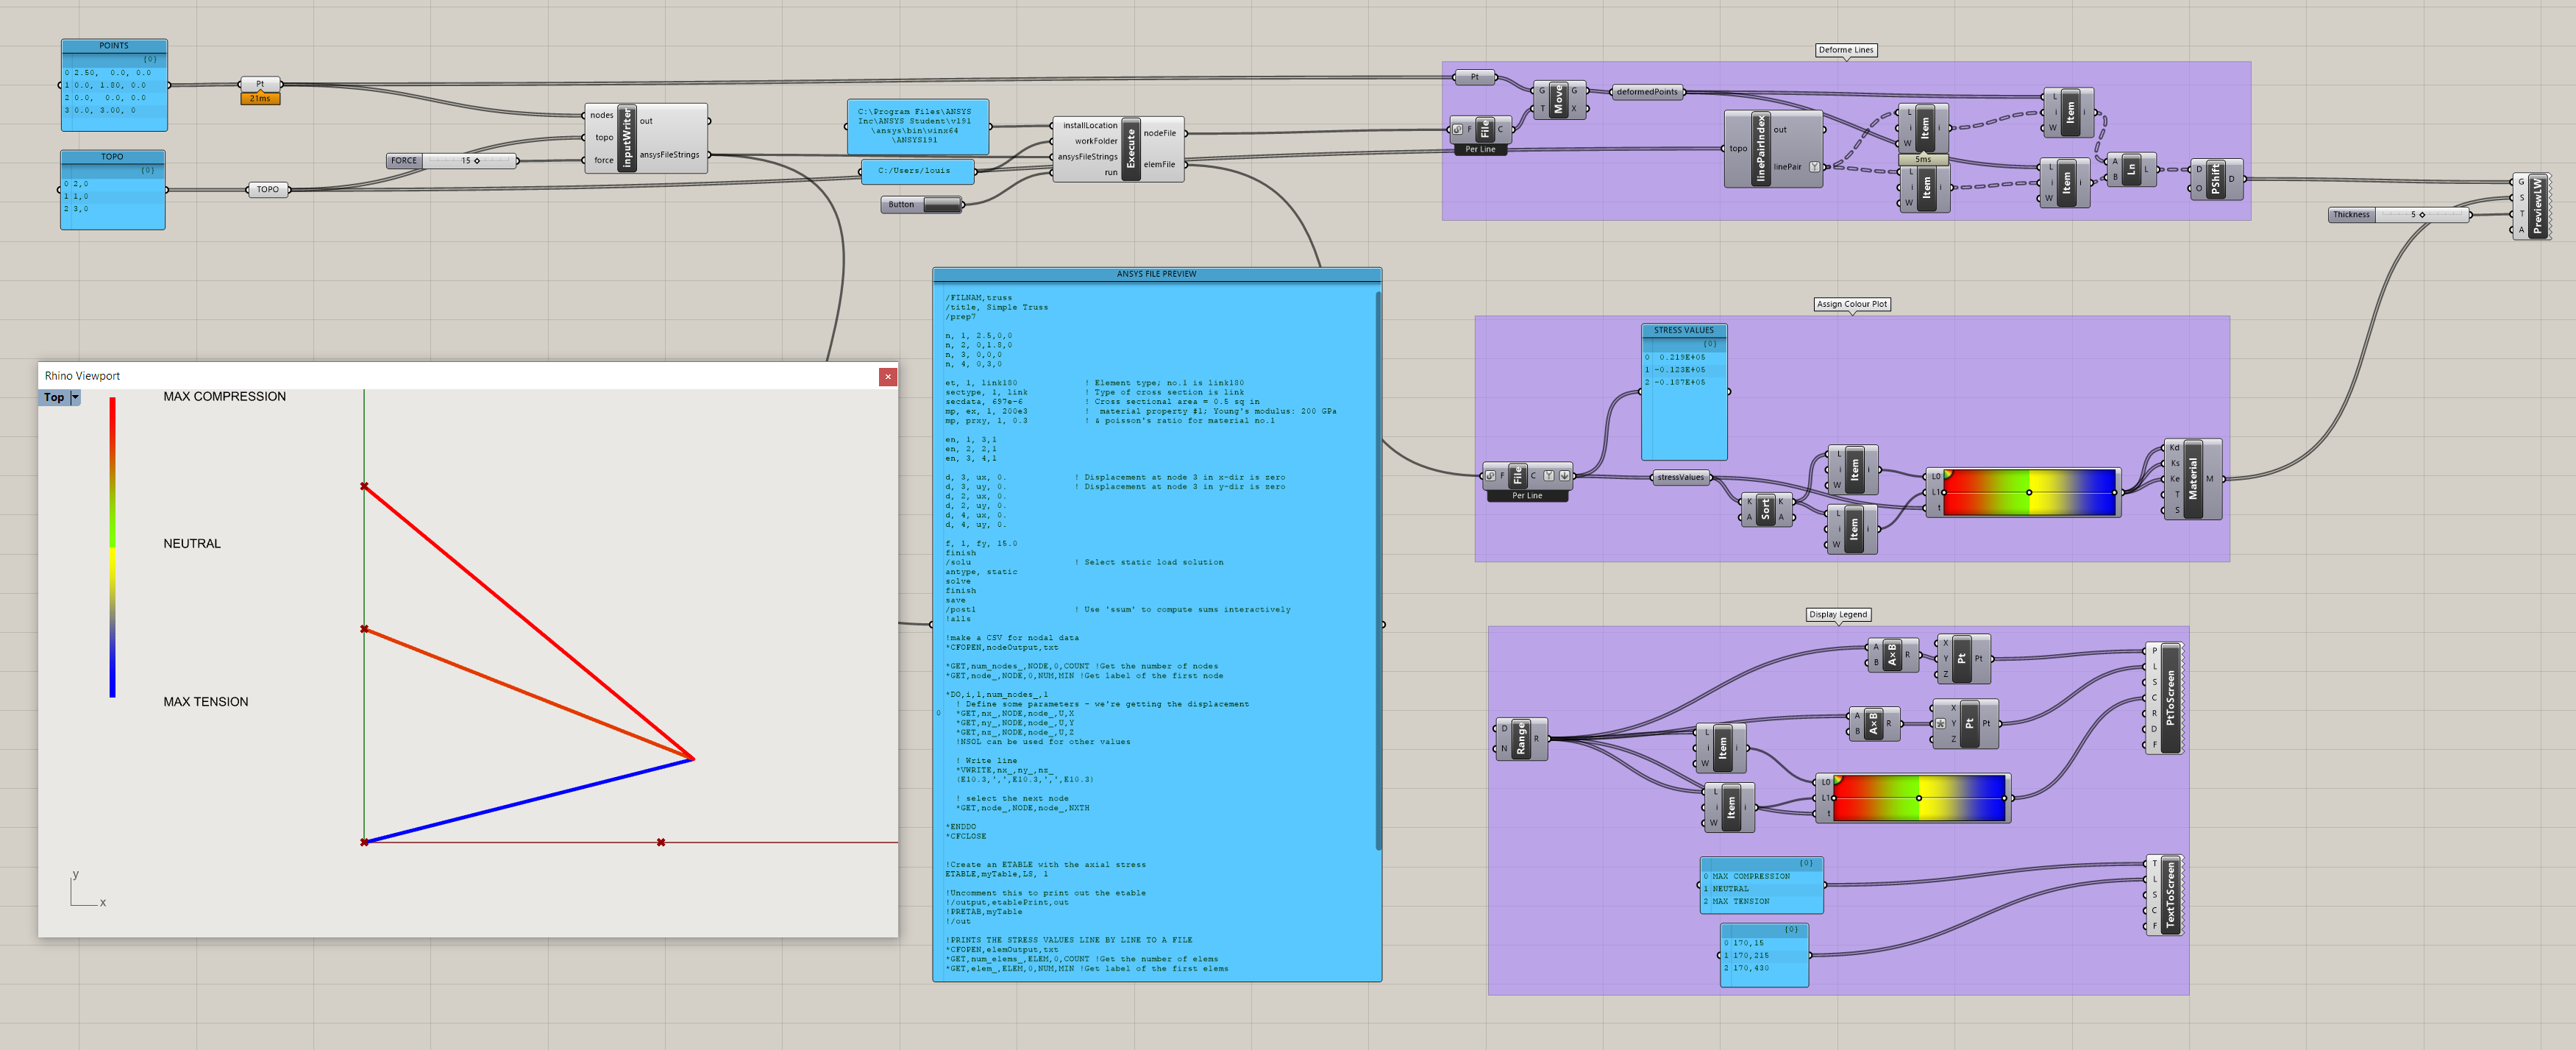 POINTS
{0}
0 2.50, 0.0, 0.0
1 0.0, 1.80, 0.0
2 0.0, 0.0, 0.0
3 0.0, 3.00, 0
Pt
21ms
TOPO
{0}
0 2,0
1 1,0
2 3,0
TOPO
FORCE 15
nodes
topo
force
inputWriter
out
ansysFileStrings
C:\Program Files\ANSYS
Inc\ANSYS Student\v191
\ansys\bin\winx64
\ANSYS191
C:/Users/louis
Button
installLocation
workFolder
ansysFileStrings
run
Execute
nodeFile
elemFile
Deforme Lines
Pt
F File C
Per Line
G
T
Move
G
X
deformedPoints
topo
linePairIndex
out
linePair
L
i
W
Item
i
5ms
L
i
W
Item
i
L
i
W
Item
i
L
i
W
Item
i
A
B
Ln
L
D
O
PShift
D
Thickness 5
G
S
T
A
PreviewLW
Rhino Viewport
Top
MAX COMPRESSION
NEUTRAL
MAX TENSION
y
x
ANSYS FILE PREVIEW
0
/FILNAM,truss
/title, Simple Truss
/prep7
n, 1, 2.5,0,0
n, 2, 0,1.8,0
n, 3, 0,0,0
n, 4, 0,3,0
et, 1, link180 ! Element type; no.1 is link180
sectype, 1, link ! Type of cross section is link
secdata, 697e-6 ! Cross sectional area = 0.5 sq in
mp, ex, 1, 200e3 ! material property #1; Young's modulus: 200 GPa
mp, prxy, 1, 0.3 ! & poisson's ratio for material no.1
en, 1, 3,1
en, 2, 2,1
en, 3, 4,1
d, 3, ux, 0. ! Displacement at node 3 in x-dir is zero
d, 3, uy, 0. ! Displacement at node 3 in y-dir is zero
d, 2, ux, 0.
d, 2, uy, 0.
d, 4, ux, 0.
d, 4, uy, 0.
f, 1, fy, 15.0
finish
/solu ! Select static load solution
antype, static
solve
finish
save
/post1 ! Use 'ssum' to compute sums interactively
!alls
!make a CSV for nodal data
*CFOPEN,nodeOutput,txt
*GET,num_nodes_,NODE,0,COUNT !Get the number of nodes
*GET,node_,NODE,0,NUM,MIN !Get label of the first node
*DO,i,1,num_nodes_,1
! Define some parameters - we're getting the displacement
*GET,nx_,NODE,node_,U,X
*GET,ny_,NODE,node_,U,Y
*GET,nz_,NODE,node_,U,Z
!NSOL can be used for other values
! Write line
*VWRITE,nx_,ny_,nz_
(E10.3,',',E10.3,',',E10.3)
! select the next node
*GET,node_,NODE,node_,NXTH
*ENDDO
*CFCLOSE
!Create an ETABLE with the axial stress
ETABLE,myTable,LS, 1
!Uncomment this to print out the etable
!/output,etablePrint,out
!PRETAB,myTable
!/out
!PRINTS THE STRESS VALUES LINE BY LINE TO A FILE
*CFOPEN,elemOutput,txt
*GET,num_elems_,ELEM,0,COUNT !Get the number of elems
*GET,elem_,ELEM,0,NUM,MIN !Get label of the first elems
Assign Colour Plot
STRESS VALUES
{0}
0 0.219E+05
1 -0.123E+05
2 -0.187E+05
F File C
Per Line
stressValues
K
A
Sort
K
A
L
i
W
Item
i
L
i
W
Item
i
L0
L1
t
Kd
Ks
Ke
T
S
Material
M
Display Legend
D
N
Range
R
A
B
A×B
R
X
Y
Z
Pt
Pt
A
B
A×B
R
X
Y
Z
Pt
Pt
L
i
W
Item
i
L
i
W
Item
i
L0
L1
t
P
L
S
C
R
D
F
PtToScreen
{0}
0 MAX COMPRESSION
1 NEUTRAL
2 MAX TENSION
{0}
0 170,15
1 170,215
2 170,430
T
L
S
C
F
TextToScreen